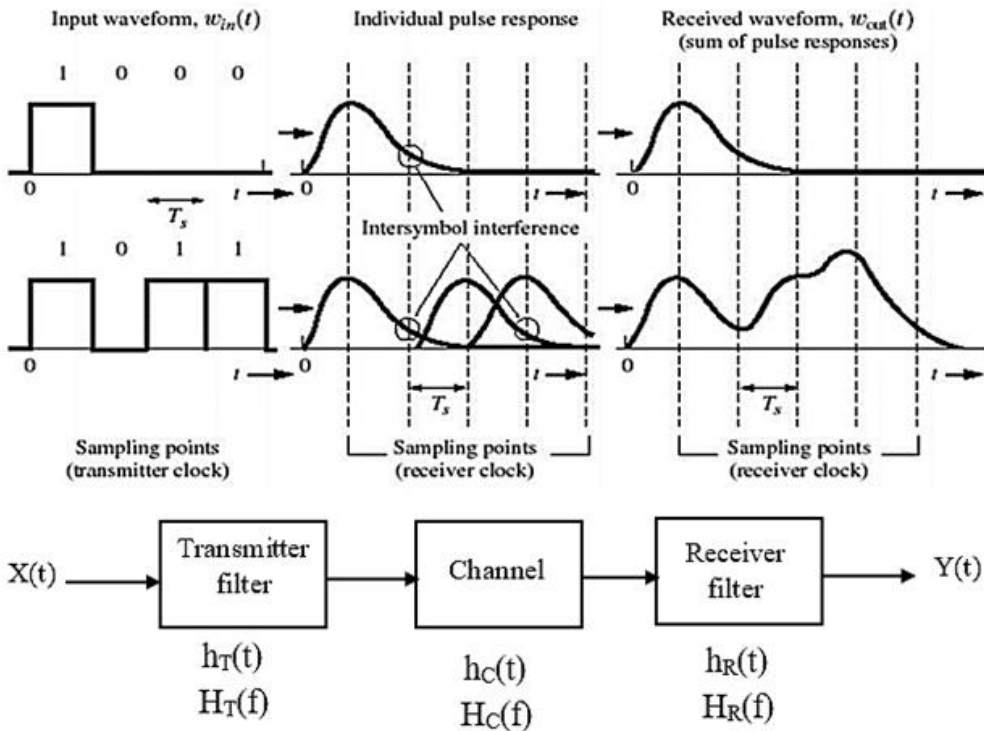 Input waveform, w_in(t)
Individual pulse response
Received waveform, w_out(t)
(sum of pulse responses)
1 0 0 0
0
T_s
t
0
t
0
t
Intersymbol interference
1 0 1 1
0
t
0
T_s
t
0
T_s
t
Sampling points
(transmitter clock)
Sampling points
(receiver clock)
Sampling points
(receiver clock)
X(t)
Transmitter
filter
Channel
Receiver
filter
Y(t)
h_T(t)
H_T(f)
h_C(t)
H_C(f)
h_R(t)
H_R(f)